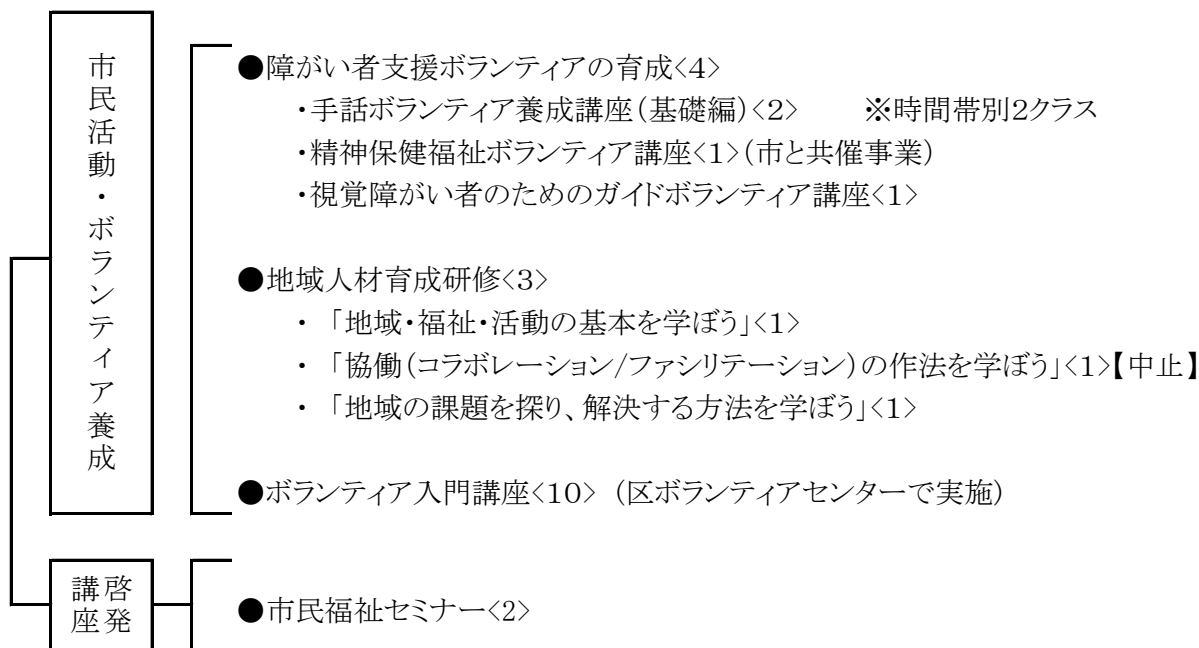 市民活動・ボランティア養成
●障がい者支援ボランティアの育成<4>
・手話ボランティア養成講座（基礎編）<2>　　※時間帯別2クラス
・精神保健福祉ボランティア講座<1>（市と共催事業）
・視覚障がい者のためのガイドボランティア講座<1>
●地域人材育成研修<3>
・「地域・福祉・活動の基本を学ぼう」<1>
・「協働（コラボレーション/ファシリテーション）の作法を学ぼう」<1>【中止】
・「地域の課題を探り、解決する方法を学ぼう」<1>
●ボランティア入門講座<10>（区ボランティアセンターで実施）
啓発
講座
●市民福祉セミナー<2>